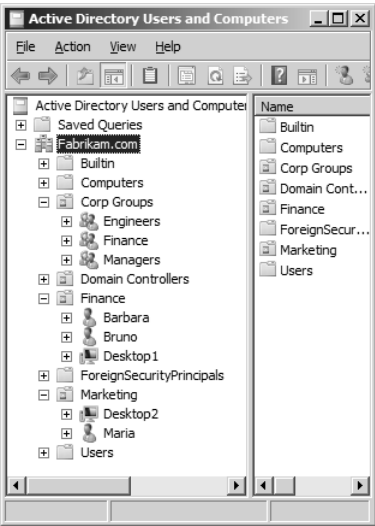 Active Directory Users and Computers
File Action View Help
Active Directory Users and Computer
Saved Queries
Fabrikam.com
Builtin
Computers
Corp Groups
Engineers
Finance
Managers
Domain Controllers
Finance
Barbara
Bruno
Desktop1
ForeignSecurityPrincipals
Marketing
Desktop2
Maria
Users
Name
Builtin
Computers
Corp Groups
Domain Cont...
Finance
ForeignSecur...
Marketing
Users